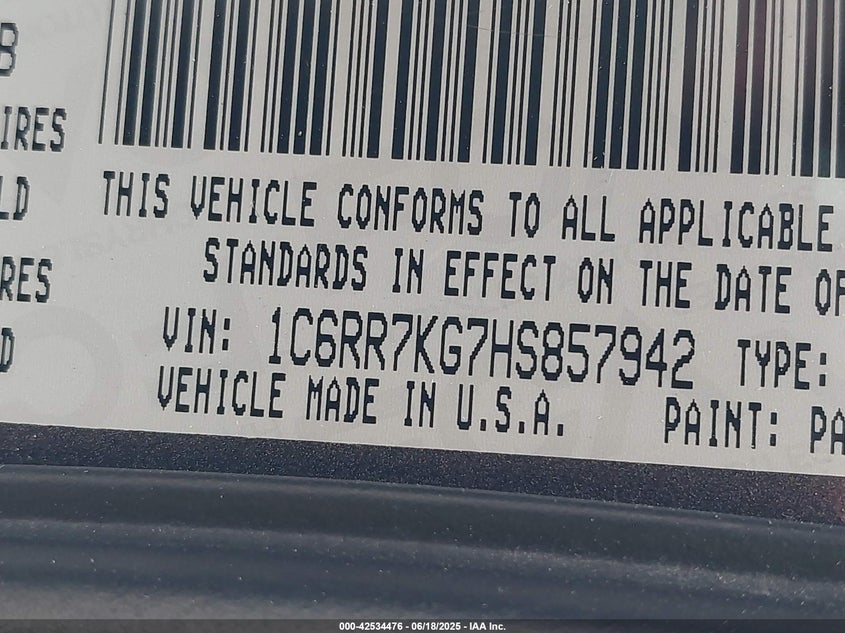 B
IRES
LD
RES
D
THIS VEHICLE CONFORMS TO ALL APPLICABLE
STANDARDS IN EFFECT ON THE DATE OF
VIN: 1C6RR7KG7HS857942 TYPE:
VEHICLE MADE IN U.S.A. PAINT: PA
000-42534476 - 06/18/2025 - IAA Inc.